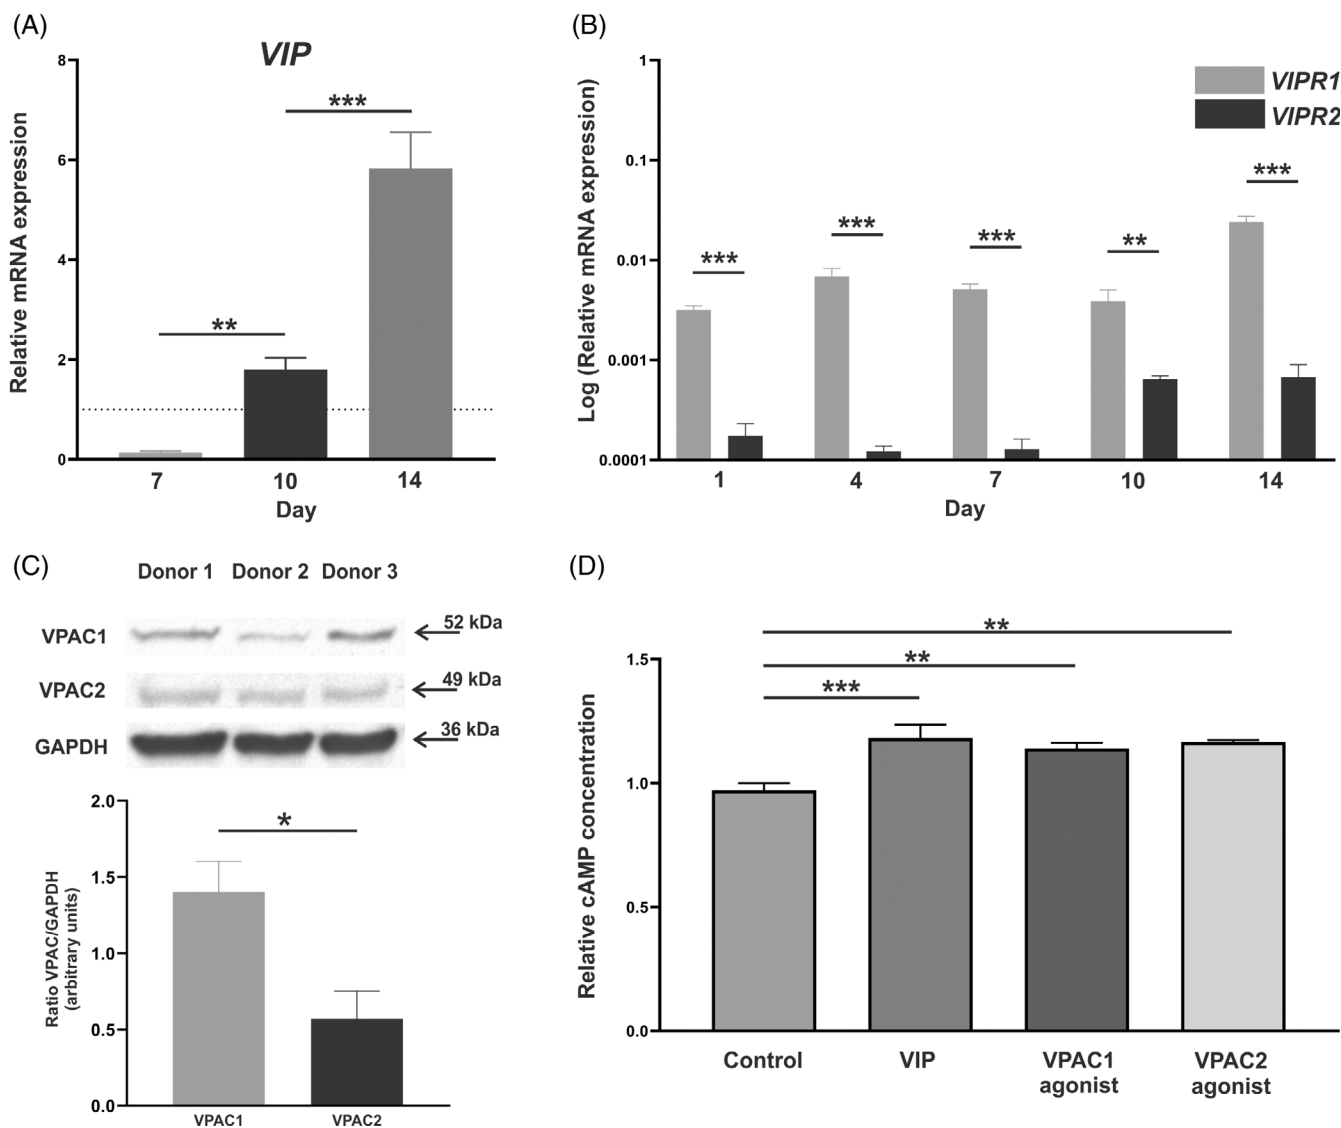 (A)
VIP
Relative mRNA expression
8
6
4
2
0
***
**
7 10 14
Day
(B)
Log (Relative mRNA expression)
1
0.1
0.01
0.001
0.0001
VIPR1
VIPR2
*** *** *** ** ***
1 4 7 10 14
Day
(C)
Donor 1 Donor 2 Donor 3
VPAC1 52 kDa
VPAC2 49 kDa
GAPDH 36 kDa
Ratio VPAC/GAPDH
(arbitrary units)
2.0
1.5
1.0
0.5
0.0
*
VPAC1 VPAC2
(D)
Relative cAMP concentration
1.5
1.0
0.5
0.0
**
**
***
Control VIP VPAC1 VPAC2
agonist agonist